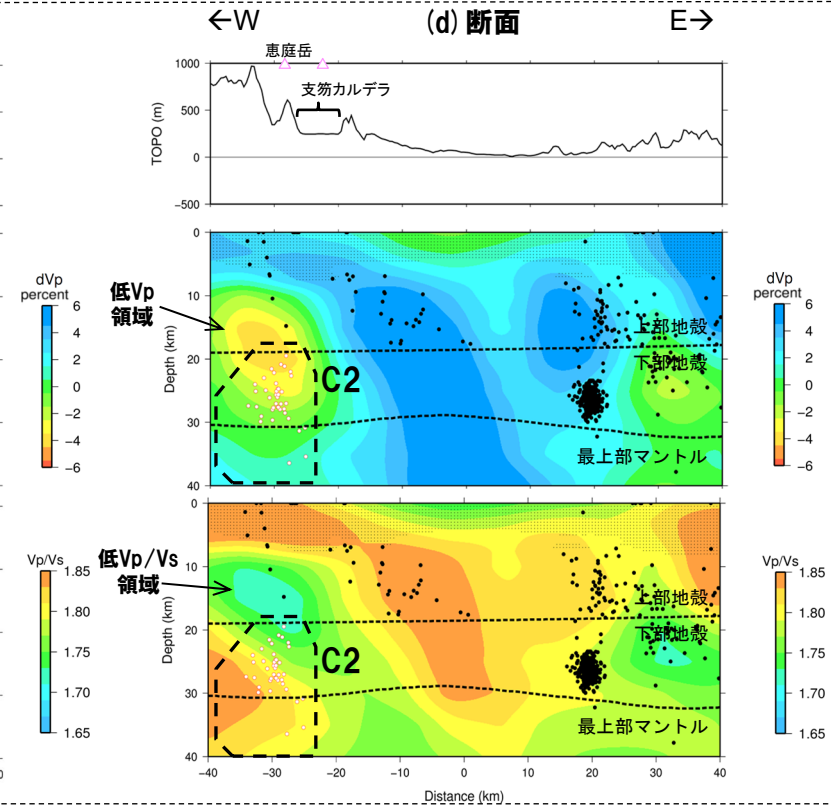 ←W
(d) 断面
E→
恵庭岳
支笏カルデラ
1000
500
0
−500
TOPO (m)
dVp
percent
6
4
2
0
−2
−4
−6
低Vp
領域
0
10
20
30
40
Depth (km)
C2
上部地殻
下部地殻
最上部マントル
dVp
percent
6
4
2
0
−2
−4
−6
Vp/Vs
1.85
1.80
1.75
1.70
1.65
低Vp/Vs
領域
0
10
20
30
40
Depth (km)
C2
上部地殻
下部地殻
最上部マントル
Vp/Vs
1.85
1.80
1.75
1.70
1.65
−40 −30 −20 −10 0 10 20 30 40
Distance (km)